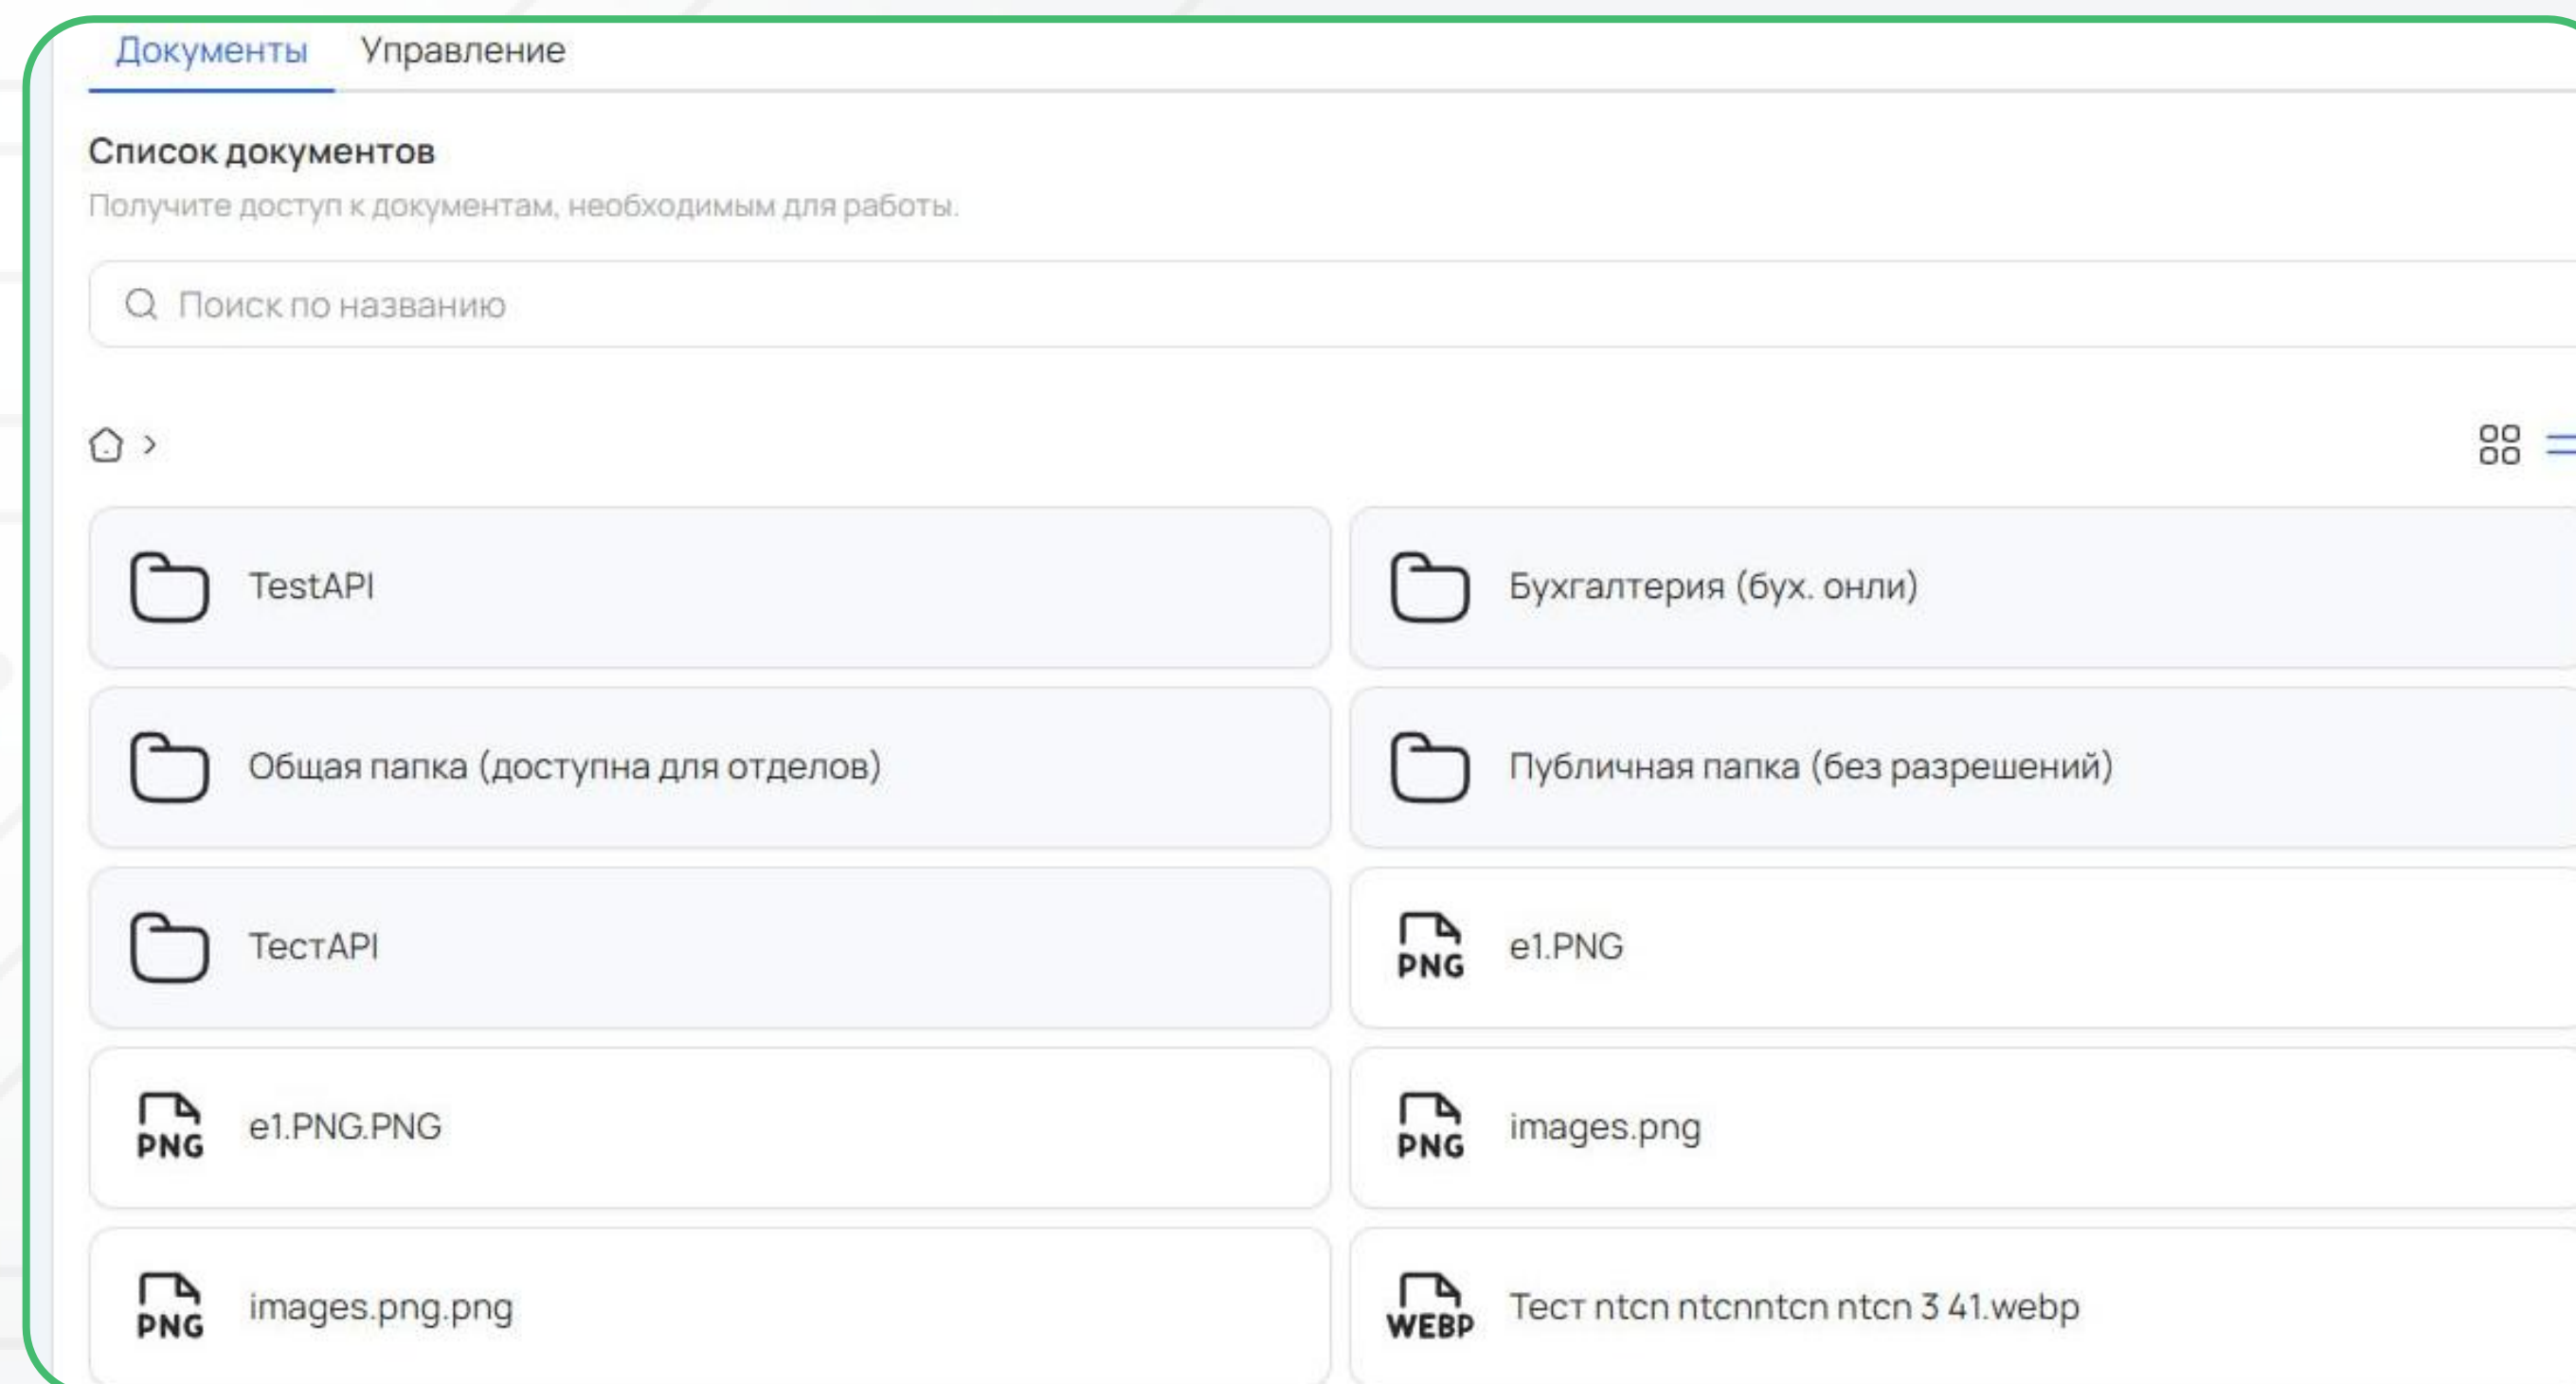 Документы Управление
Список документов
Получите доступ к документам, необходимым для работы.
Поиск по названию
TestAPI Бухгалтерия (бух. онли)
Общая папка (доступна для отделов) Публичная папка (без разрешений)
ТестAPI PNG e1.PNG
PNG e1.PNG.PNG PNG images.png
PNG images.png.png WEBP Тест ntcn ntcnntcn ntcn 3 41.webp